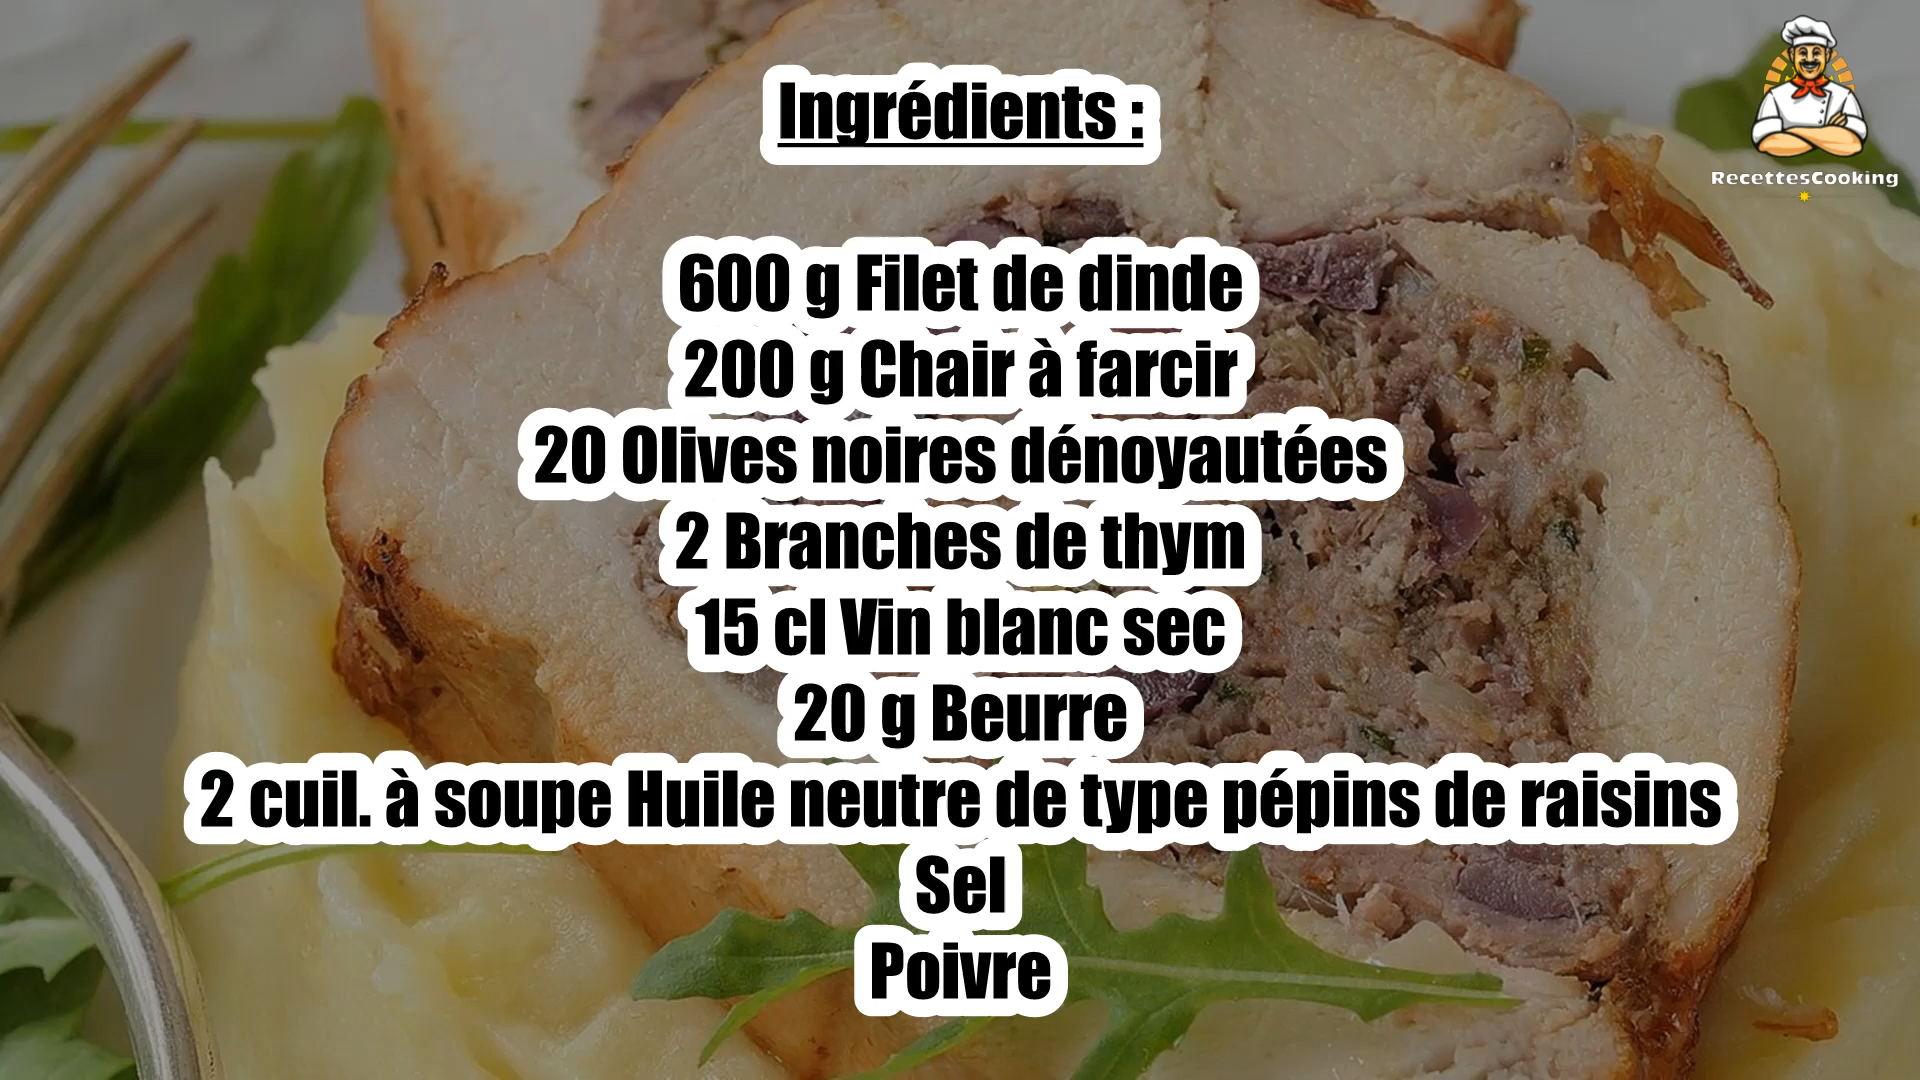 Ingrédients :
RecettesCooking
600 g Filet de dinde
200 g Chair à farcir
20 Olives noires dénoyautées
2 Branches de thym
15 cl Vin blanc sec
20 g Beurre
2 cuil. à soupe Huile neutre de type pépins de raisins
Sel
Poivre